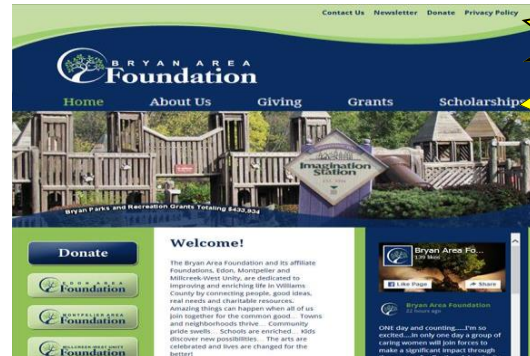 Contact Us Newsletter Donate Privacy Policy
BRYAN AREA
Foundation
Home About Us Giving Grants Scholarships
Imagination
Station
Bryan Parks and Recreation Grants Totaling $433,934
Donate
EDON AREA
Foundation
MONTPELIER AREA
Foundation
MILLCREEK-WEST UNITY
Foundation
Welcome!
The Bryan Area Foundation and its affiliate
Foundations, Edon, Montpelier and
Millcreek-West Unity, are dedicated to
improving and enriching life in Williams
County by connecting people, good ideas,
real needs and charitable resources.
Amazing things can happen when all of us
join together for the common good... Towns
and neighborhoods thrive... Community
pride swells... Schools are enriched... Kids
discover new possibilities... The arts are
celebrated and lives are changed for the
better!
Bryan Area Fo...
Like Page Share
Bryan Area Foundation
22 hours ago
ONE day and counting.....I'm so
excited....In only one day a group of
caring women will join forces to
make a significant impact through